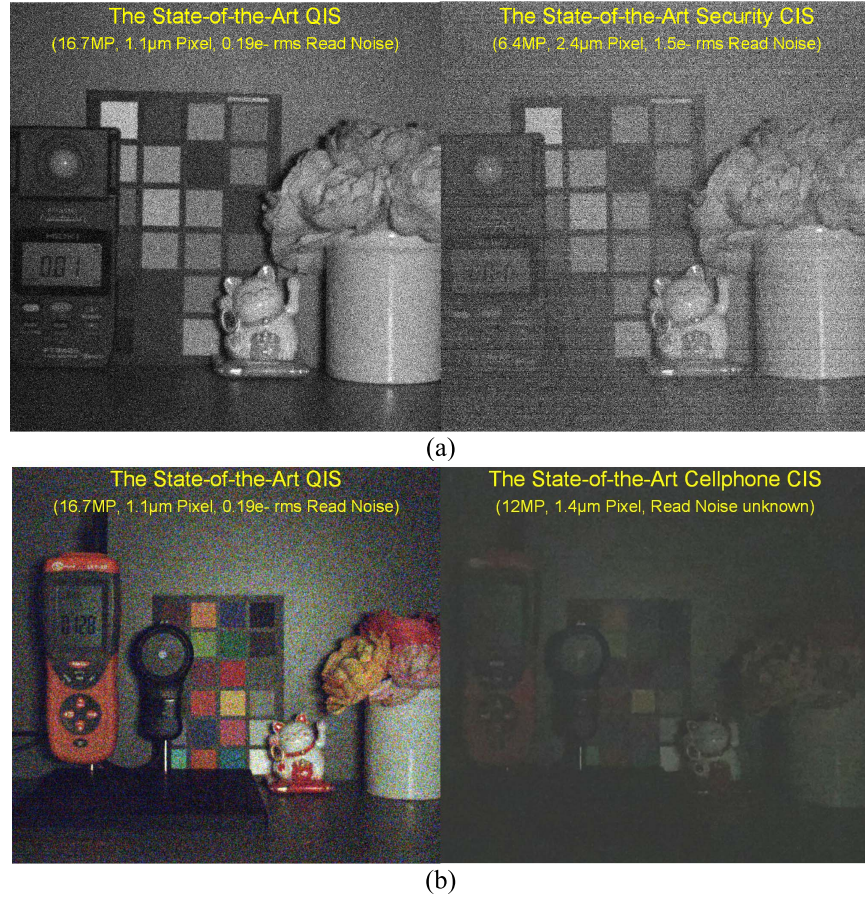 The State-of-the-Art QIS
(16.7MP, 1.1μm Pixel, 0.19e- rms Read Noise)
The State-of-the-Art Security CIS
(6.4MP, 2.4μm Pixel, 1.5e- rms Read Noise)
0.01
(a)
The State-of-the-Art QIS
(16.7MP, 1.1μm Pixel, 0.19e- rms Read Noise)
The State-of-the-Art Cellphone CIS
(12MP, 1.4μm Pixel, Read Noise unknown)
0.128
(b)